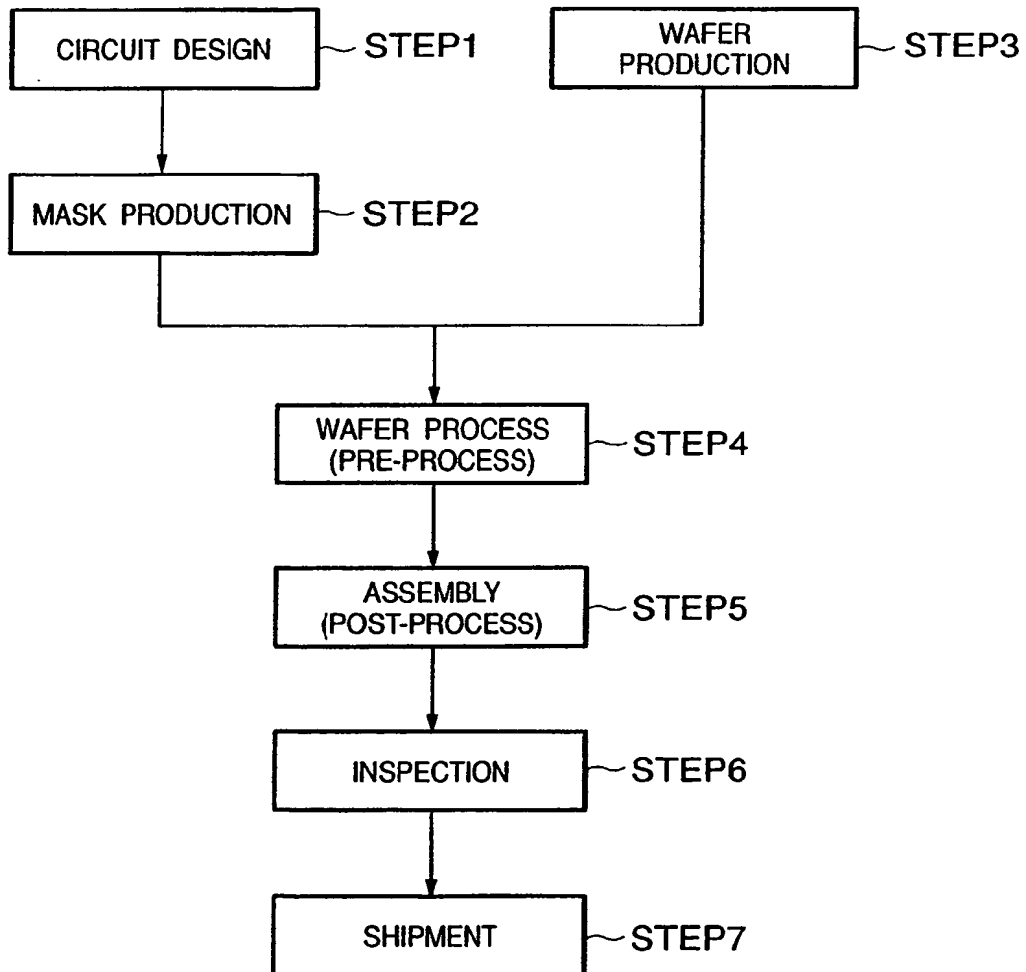 CIRCUIT DESIGN
STEP1
WAFER
PRODUCTION
STEP3
MASK PRODUCTION
STEP2
WAFER PROCESS
(PRE-PROCESS)
STEP4
ASSEMBLY
(POST-PROCESS)
STEP5
INSPECTION
STEP6
SHIPMENT
STEP7